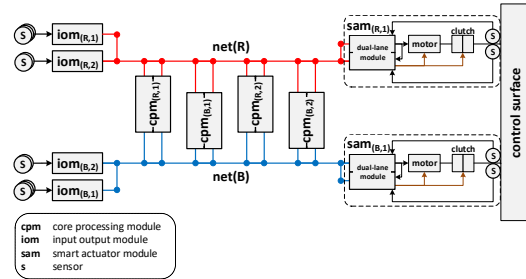 S
iom(R,1)
S
iom(R,2)
net(R)
cpm(R,1)
cpm(B,1)
cpm(R,2)
cpm(B,2)
net(B)
S
iom(B,2)
S
iom(B,1)
sam(R,1)
dual-lane
module
motor
clutch
S
S
sam(B,1)
dual-lane
module
motor
clutch
S
S
control surface
cpm core processing module
iom input output module
sam smart actuator module
s sensor